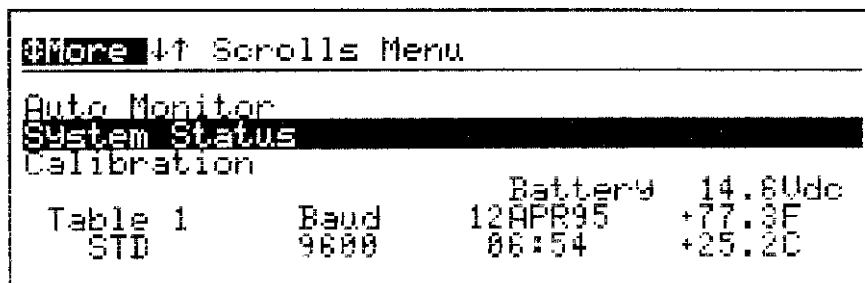 ↕More ↓↑ Scrolls Menu
Auto Monitor
System Status
Calibration
Battery 14.6Vdc
Table 1 Baud 12APR95 +77.3F
STD 9600 06:54 +25.2C